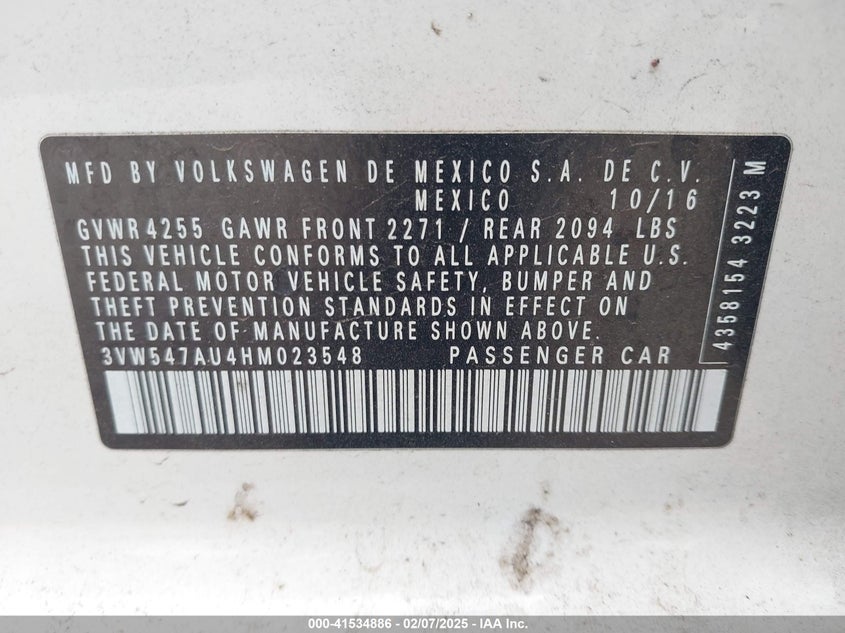 MFD BY VOLKSWAGEN DE MEXICO S.A. DE C.V.
MEXICO 10/16
GVWR4255 GAWR FRONT 2271 / REAR 2094 LBS
THIS VEHICLE CONFORMS TO ALL APPLICABLE U.S.
FEDERAL MOTOR VEHICLE SAFETY, BUMPER AND
THEFT PREVENTION STANDARDS IN EFFECT ON
THE DATE OF MANUFACTURE SHOWN ABOVE.
3VW547AU4HM023548 PASSENGER CAR
4358154 3223 M
000-41534886 - 02/07/2025 - IAA Inc.